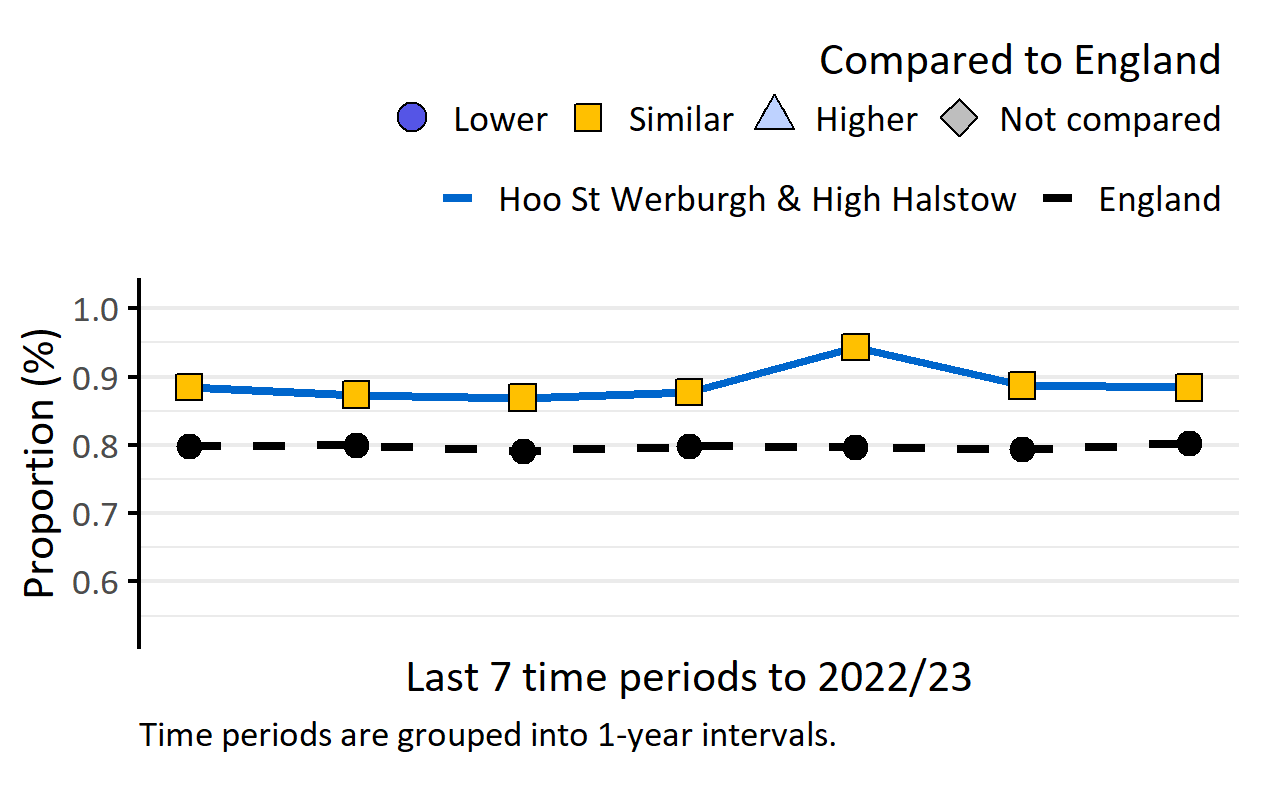 Compared to England
Lower Similar Higher Not compared
Hoo St Werburgh & High Halstow England
Proportion (%)
1.0
0.9
0.8
0.7
0.6
Last 7 time periods to 2022/23
Time periods are grouped into 1-year intervals.